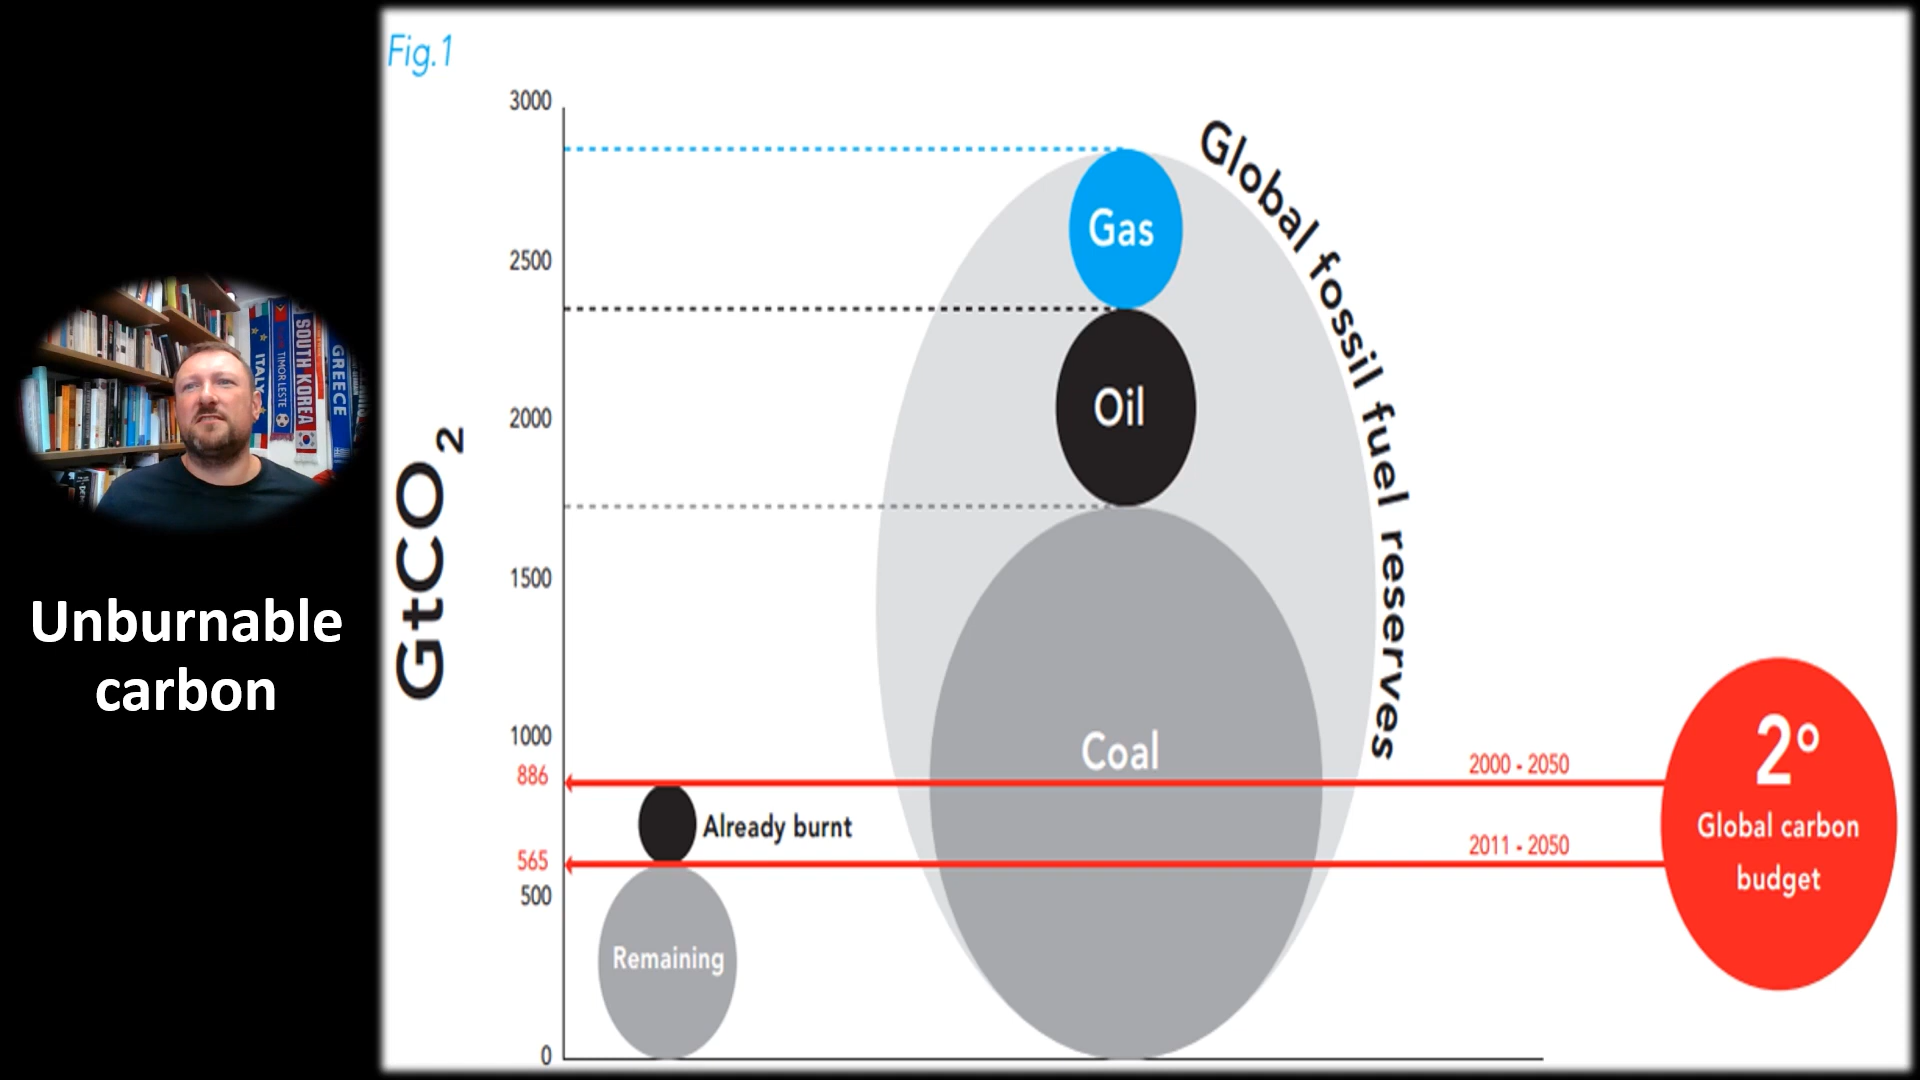 Fig.1
3000
2500
2000
1500
1000
886
565
500
0
GtCO2
Gas
Oil
Coal
Global fossil fuel reserves
Already burnt
Remaining
2000 - 2050
2011 - 2050
2º
Global carbon
budget
ITALY
TIMOR LESTE
SOUTH KOREA
GREECE
Unburnable
carbon